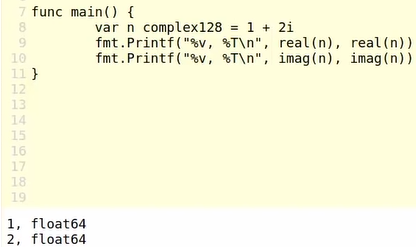 7 func main() {
8 var n complex128 = 1 + 2i
9 fmt.Printf("%v, %T\n", real(n), real(n))
10 fmt.Printf("%v, %T\n", imag(n), imag(n))
11 }
12
13
14
15
16
17
18
19
1, float64
2, float64